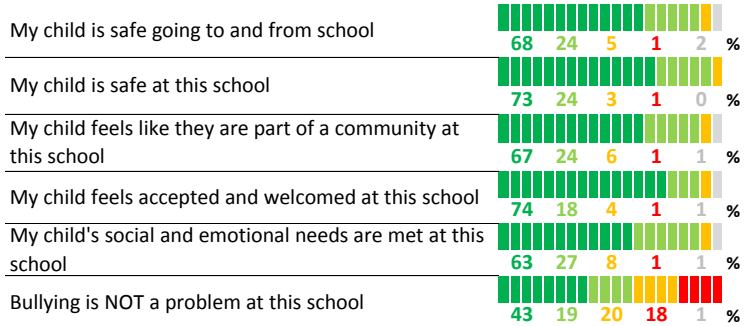 My child is safe going to and from school
68 24 5 1 2 %
My child is safe at this school
73 24 3 1 0 %
My child feels like they are part of a community at
this school
67 24 6 1 1 %
My child feels accepted and welcomed at this school
74 18 4 1 1 %
My child's social and emotional needs are met at this
school
63 27 8 1 1 %
Bullying is NOT a problem at this school
43 19 20 18 1 %